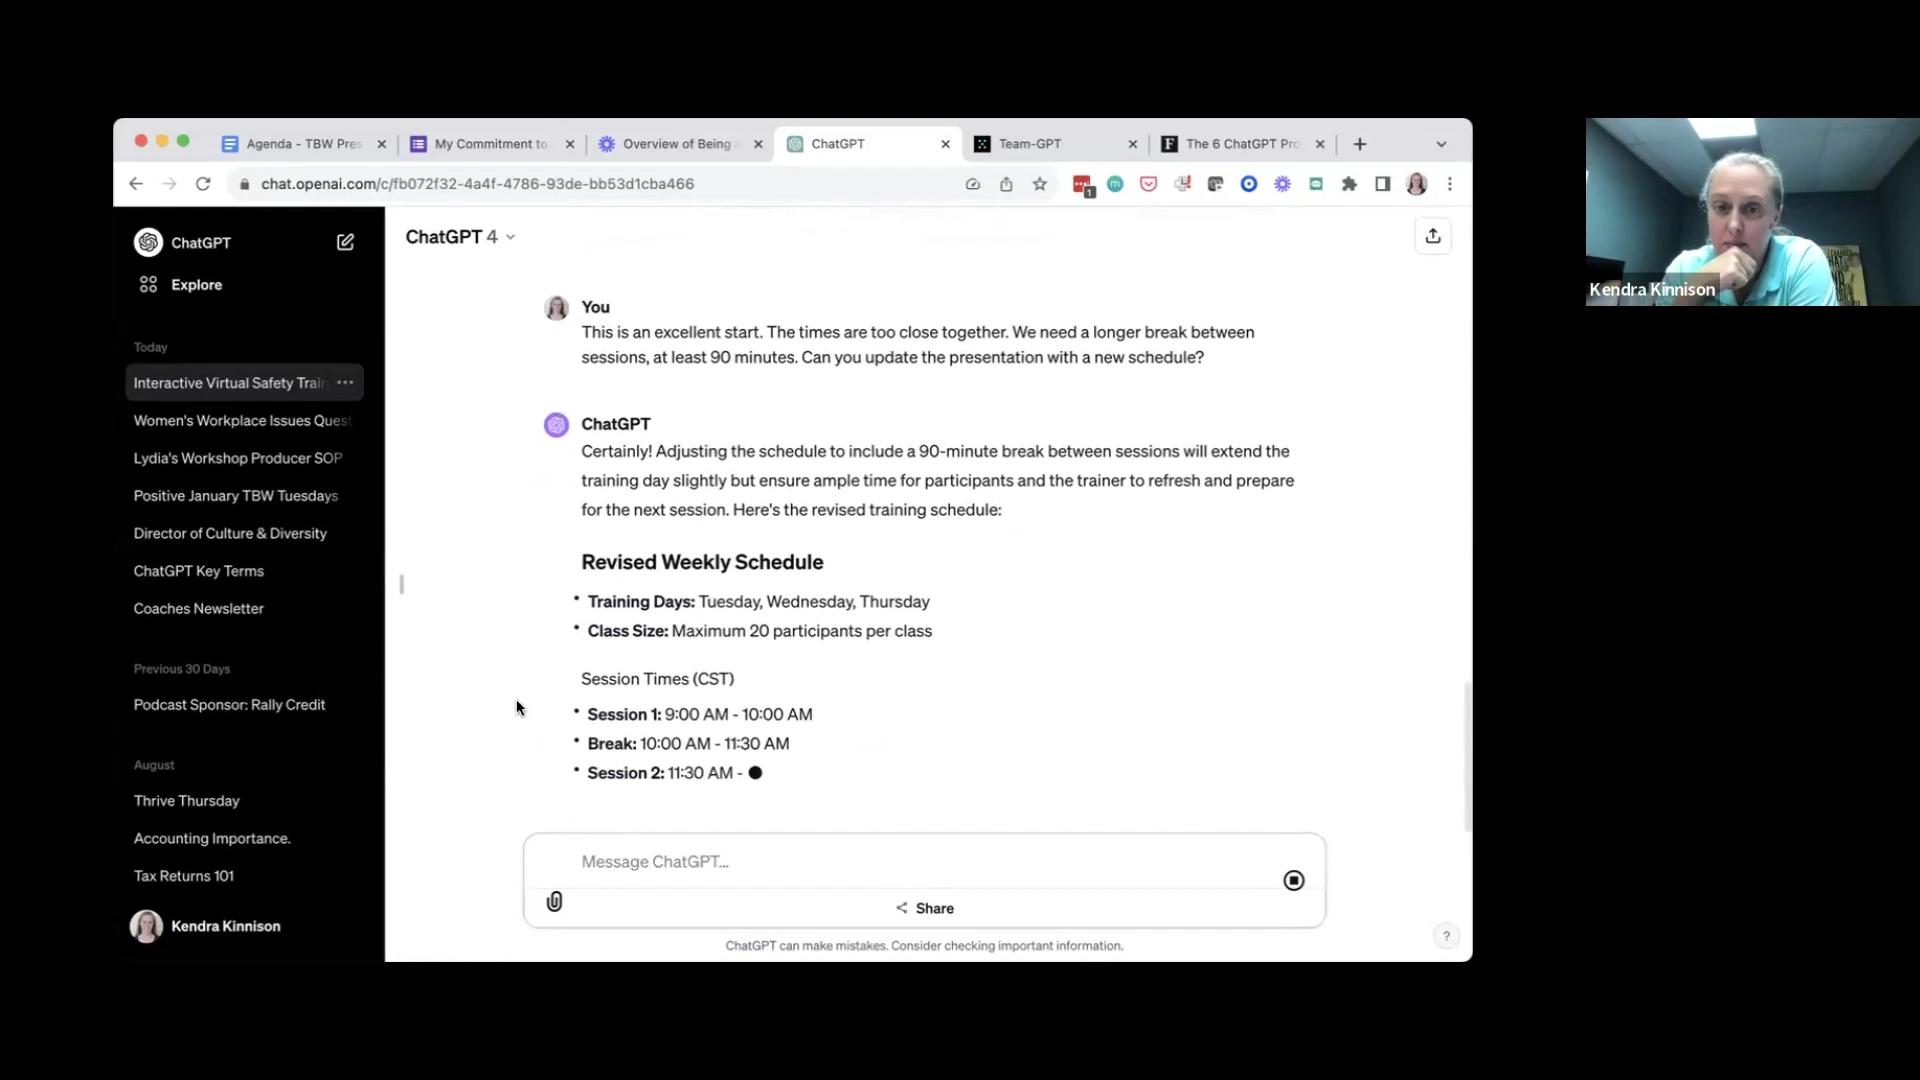 Agenda - TBW Pres
My Commitment to
Overview of Being
ChatGPT
Team-GPT
The 6 ChatGPT Pro
chat.openai.com/c/fb072f32-4a4f-4786-93de-bb53d1cba466
1
ChatGPT
Explore
Today
Interactive Virtual Safety Train
Women's Workplace Issues Quest
Lydia's Workshop Producer SOP
Positive January TBW Tuesdays
Director of Culture & Diversity
ChatGPT Key Terms
Coaches Newsletter
Previous 30 Days
Podcast Sponsor: Rally Credit
August
Thrive Thursday
Accounting Importance.
Tax Returns 101
Kendra Kinnison
ChatGPT 4
You
This is an excellent start. The times are too close together. We need a longer break between
sessions, at least 90 minutes. Can you update the presentation with a new schedule?
ChatGPT
Certainly! Adjusting the schedule to include a 90-minute break between sessions will extend the
training day slightly but ensure ample time for participants and the trainer to refresh and prepare
for the next session. Here's the revised training schedule:
Revised Weekly Schedule
• Training Days: Tuesday, Wednesday, Thursday
• Class Size: Maximum 20 participants per class
Session Times (CST)
• Session 1: 9:00 AM - 10:00 AM
• Break: 10:00 AM - 11:30 AM
• Session 2: 11:30 AM -
Message ChatGPT...
Share
ChatGPT can make mistakes. Consider checking important information.
?
Kendra Kinnison